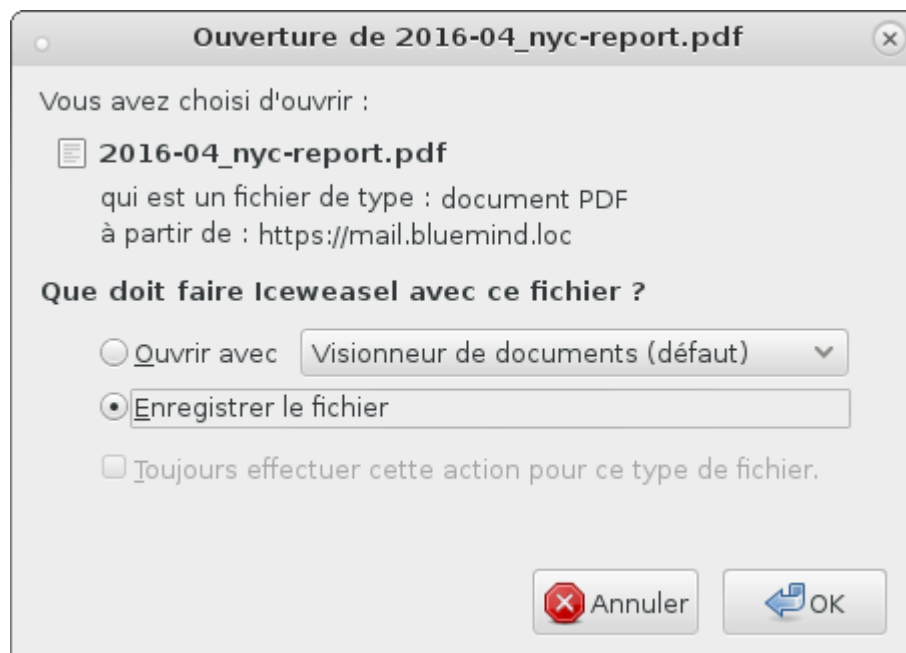 Ouverture de 2016-04_nyc-report.pdf
Vous avez choisi d'ouvrir :
2016-04_nyc-report.pdf
qui est un fichier de type : document PDF
à partir de : https://mail.bluemind.loc
Que doit faire Iceweasel avec ce fichier ?
Ouvrir avec Visionneur de documents (défaut)
Enregistrer le fichier
Toujours effectuer cette action pour ce type de fichier.
Annuler OK